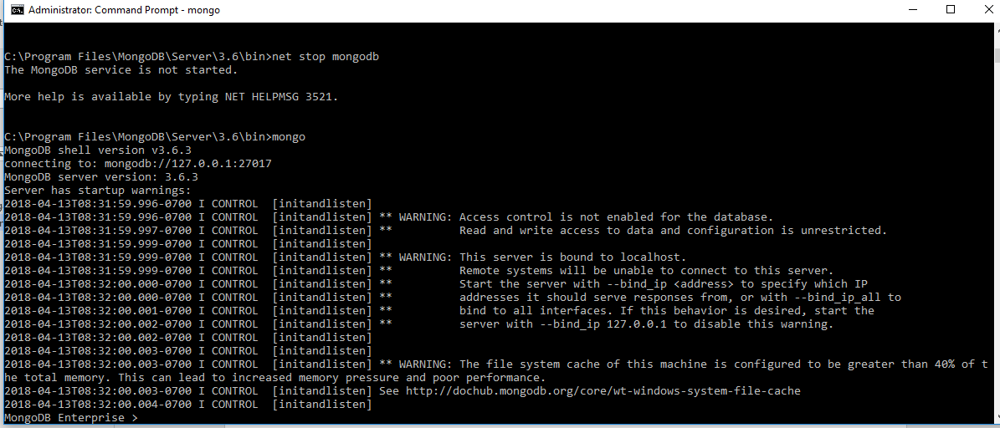 Administrator: Command Prompt - mongo
C:\Program Files\MongoDB\Server\3.6\bin>net stop mongodb
The MongoDB service is not started.
More help is available by typing NET HELPMSG 3521.
C:\Program Files\MongoDB\Server\3.6\bin>mongo
MongoDB shell version v3.6.3
connecting to: mongodb://127.0.0.1:27017
MongoDB server version: 3.6.3
Server has startup warnings:
2018-04-13T08:31:59.996-0700 I CONTROL  [initandlisten]
2018-04-13T08:31:59.996-0700 I CONTROL  [initandlisten] ** WARNING: Access control is not enabled for the database.
2018-04-13T08:31:59.997-0700 I CONTROL  [initandlisten] **          Read and write access to data and configuration is unrestricted.
2018-04-13T08:31:59.999-0700 I CONTROL  [initandlisten]
2018-04-13T08:31:59.999-0700 I CONTROL  [initandlisten] ** WARNING: This server is bound to localhost.
2018-04-13T08:31:59.999-0700 I CONTROL  [initandlisten] **          Remote systems will be unable to connect to this server.
2018-04-13T08:32:00.000-0700 I CONTROL  [initandlisten] **          Start the server with --bind_ip <address> to specify which IP
2018-04-13T08:32:00.000-0700 I CONTROL  [initandlisten] **          addresses it should serve responses from, or with --bind_ip_all to
2018-04-13T08:32:00.001-0700 I CONTROL  [initandlisten] **          bind to all interfaces. If this behavior is desired, start the
2018-04-13T08:32:00.002-0700 I CONTROL  [initandlisten] **          server with --bind_ip 127.0.0.1 to disable this warning.
2018-04-13T08:32:00.002-0700 I CONTROL  [initandlisten]
2018-04-13T08:32:00.003-0700 I CONTROL  [initandlisten]
2018-04-13T08:32:00.003-0700 I CONTROL  [initandlisten] ** WARNING: The file system cache of this machine is configured to be greater than 40% of t
he total memory. This can lead to increased memory pressure and poor performance.
2018-04-13T08:32:00.003-0700 I CONTROL  [initandlisten] See http://dochub.mongodb.org/core/wt-windows-system-file-cache
2018-04-13T08:32:00.004-0700 I CONTROL  [initandlisten]
MongoDB Enterprise >